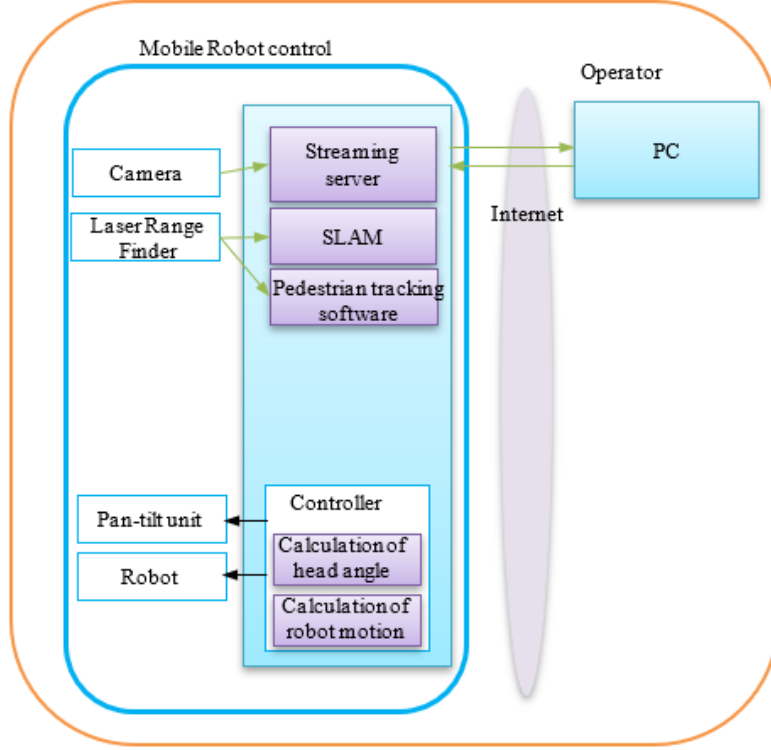 Mobile Robot control
Operator
Streaming
server
PC
Camera
Laser Range
Finder
SLAM
Internet
Pedestrian tracking
software
Pan-tilt unit
Controller
Robot
Calculation of
head angle
Calculation of
robot motion